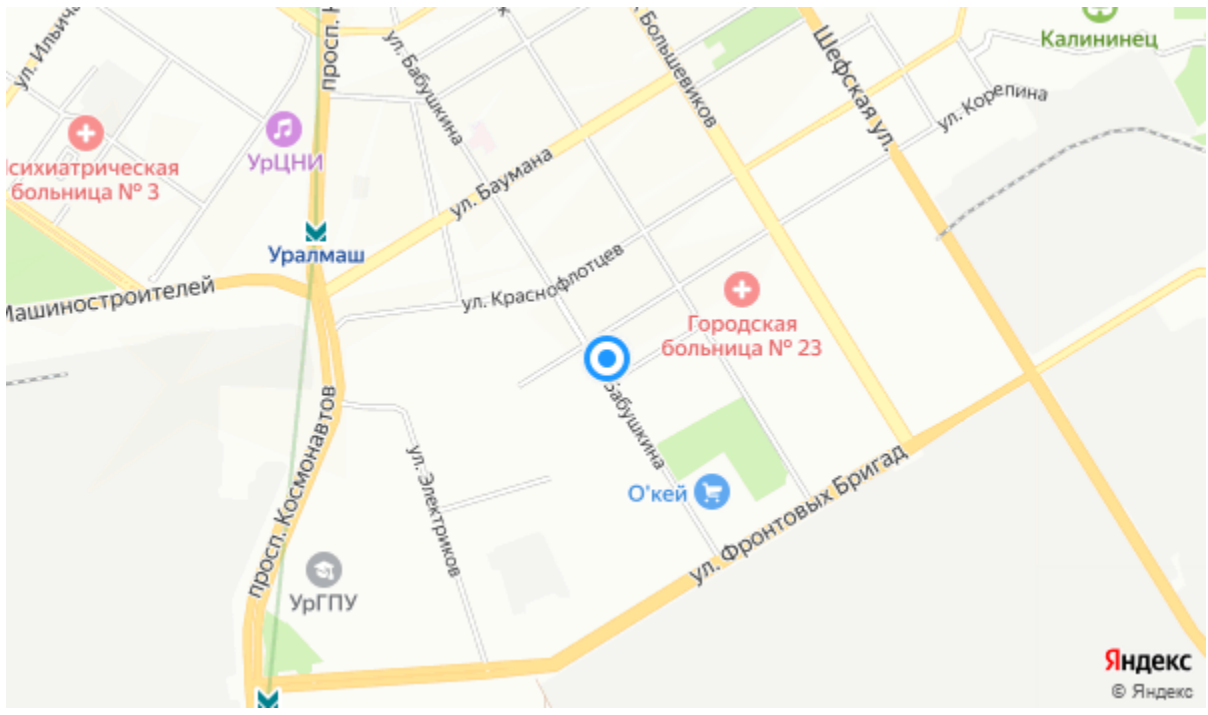 Калининец
ул. Ильича
просп.
ул. Бабушкина
Большевиков
Шефская ул.
ул. Корепина
УрЦНИ
Психиатрическая
больница № 3
ул. Баумана
Уралмаш
Машиностроителей
ул. Краснофлотцев
Городская
больница № 23
Бабушкина
просп. Космонавтов
ул. Электриков
О'кей
ул. Фронтовых Бригад
УрГПУ
Яндекс
© Яндекс